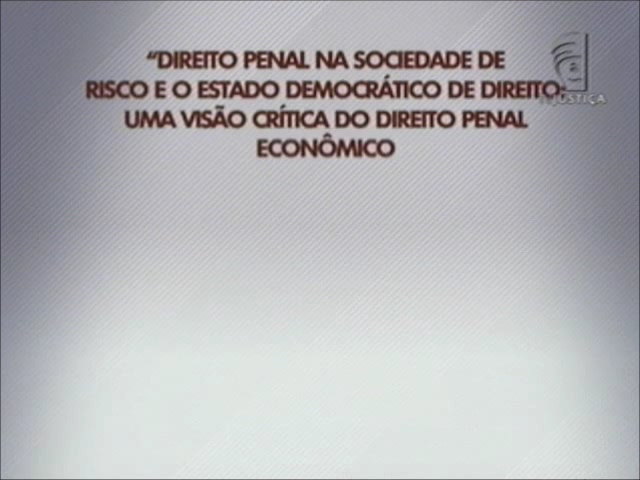 “DIREITO PENAL NA SOCIEDADE DE
RISCO E O ESTADO DEMOCRÁTICO DE DIREITO:
UMA VISÃO CRÍTICA DO DIREITO PENAL
ECONÔMICO
JUSTIÇA